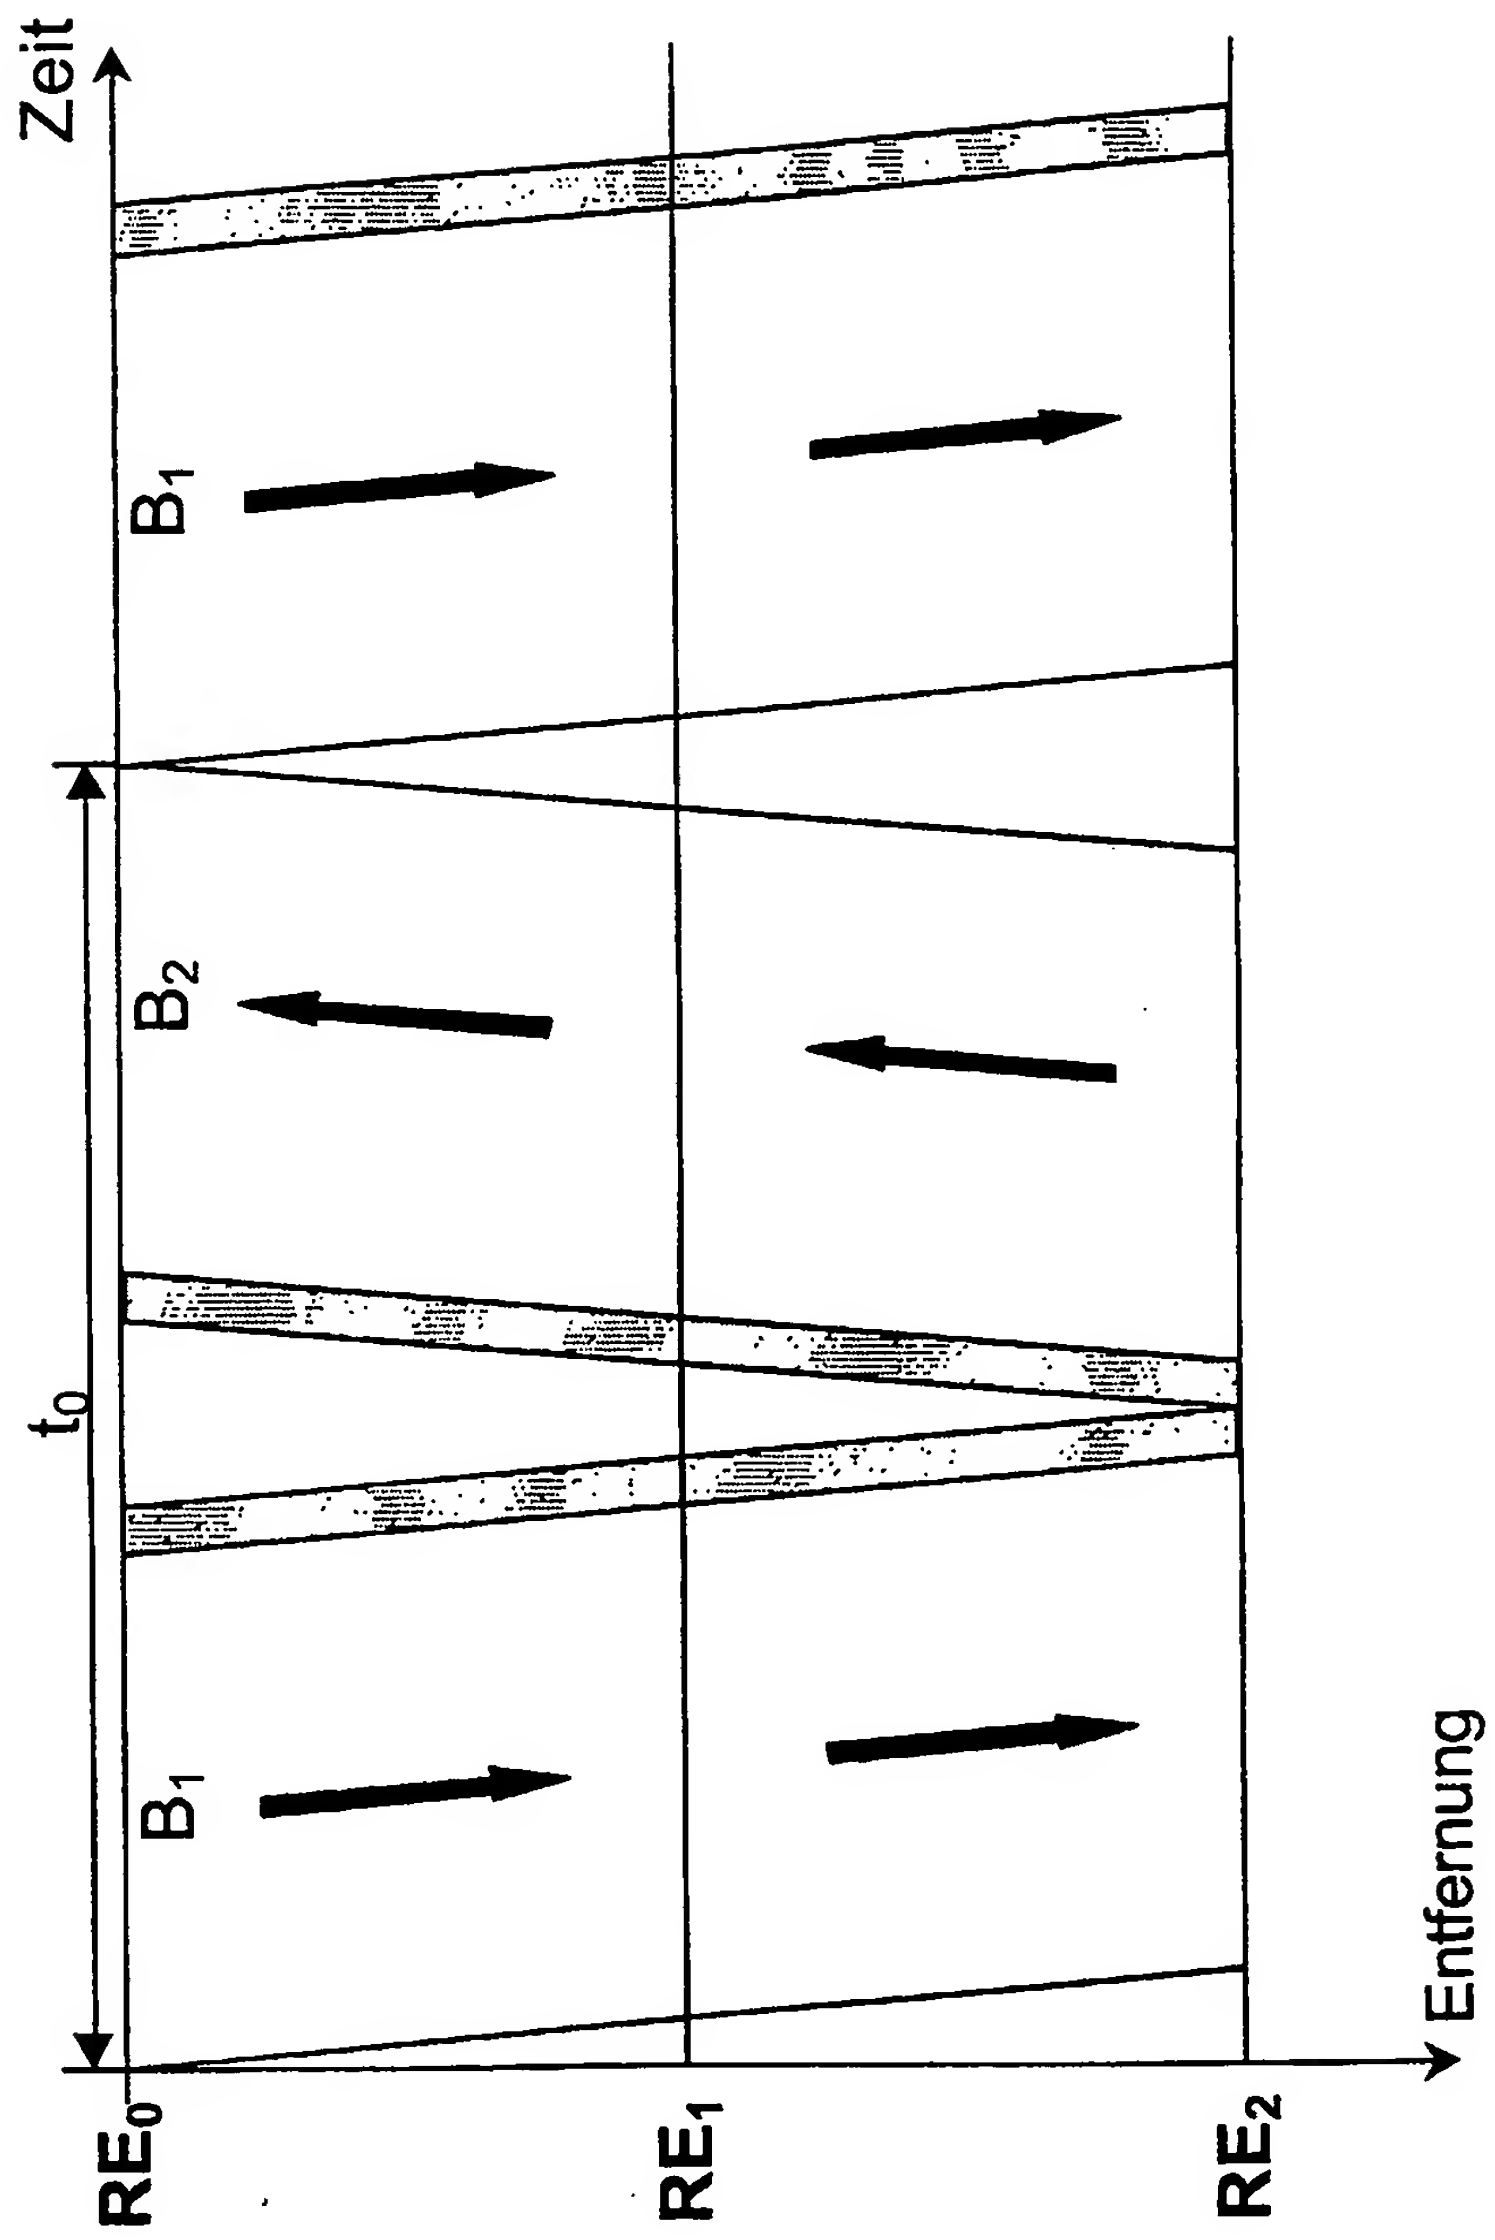 Zeit
t₀
B₁
B₂
B₁
RE₀
RE₁
RE₂
Entfernung